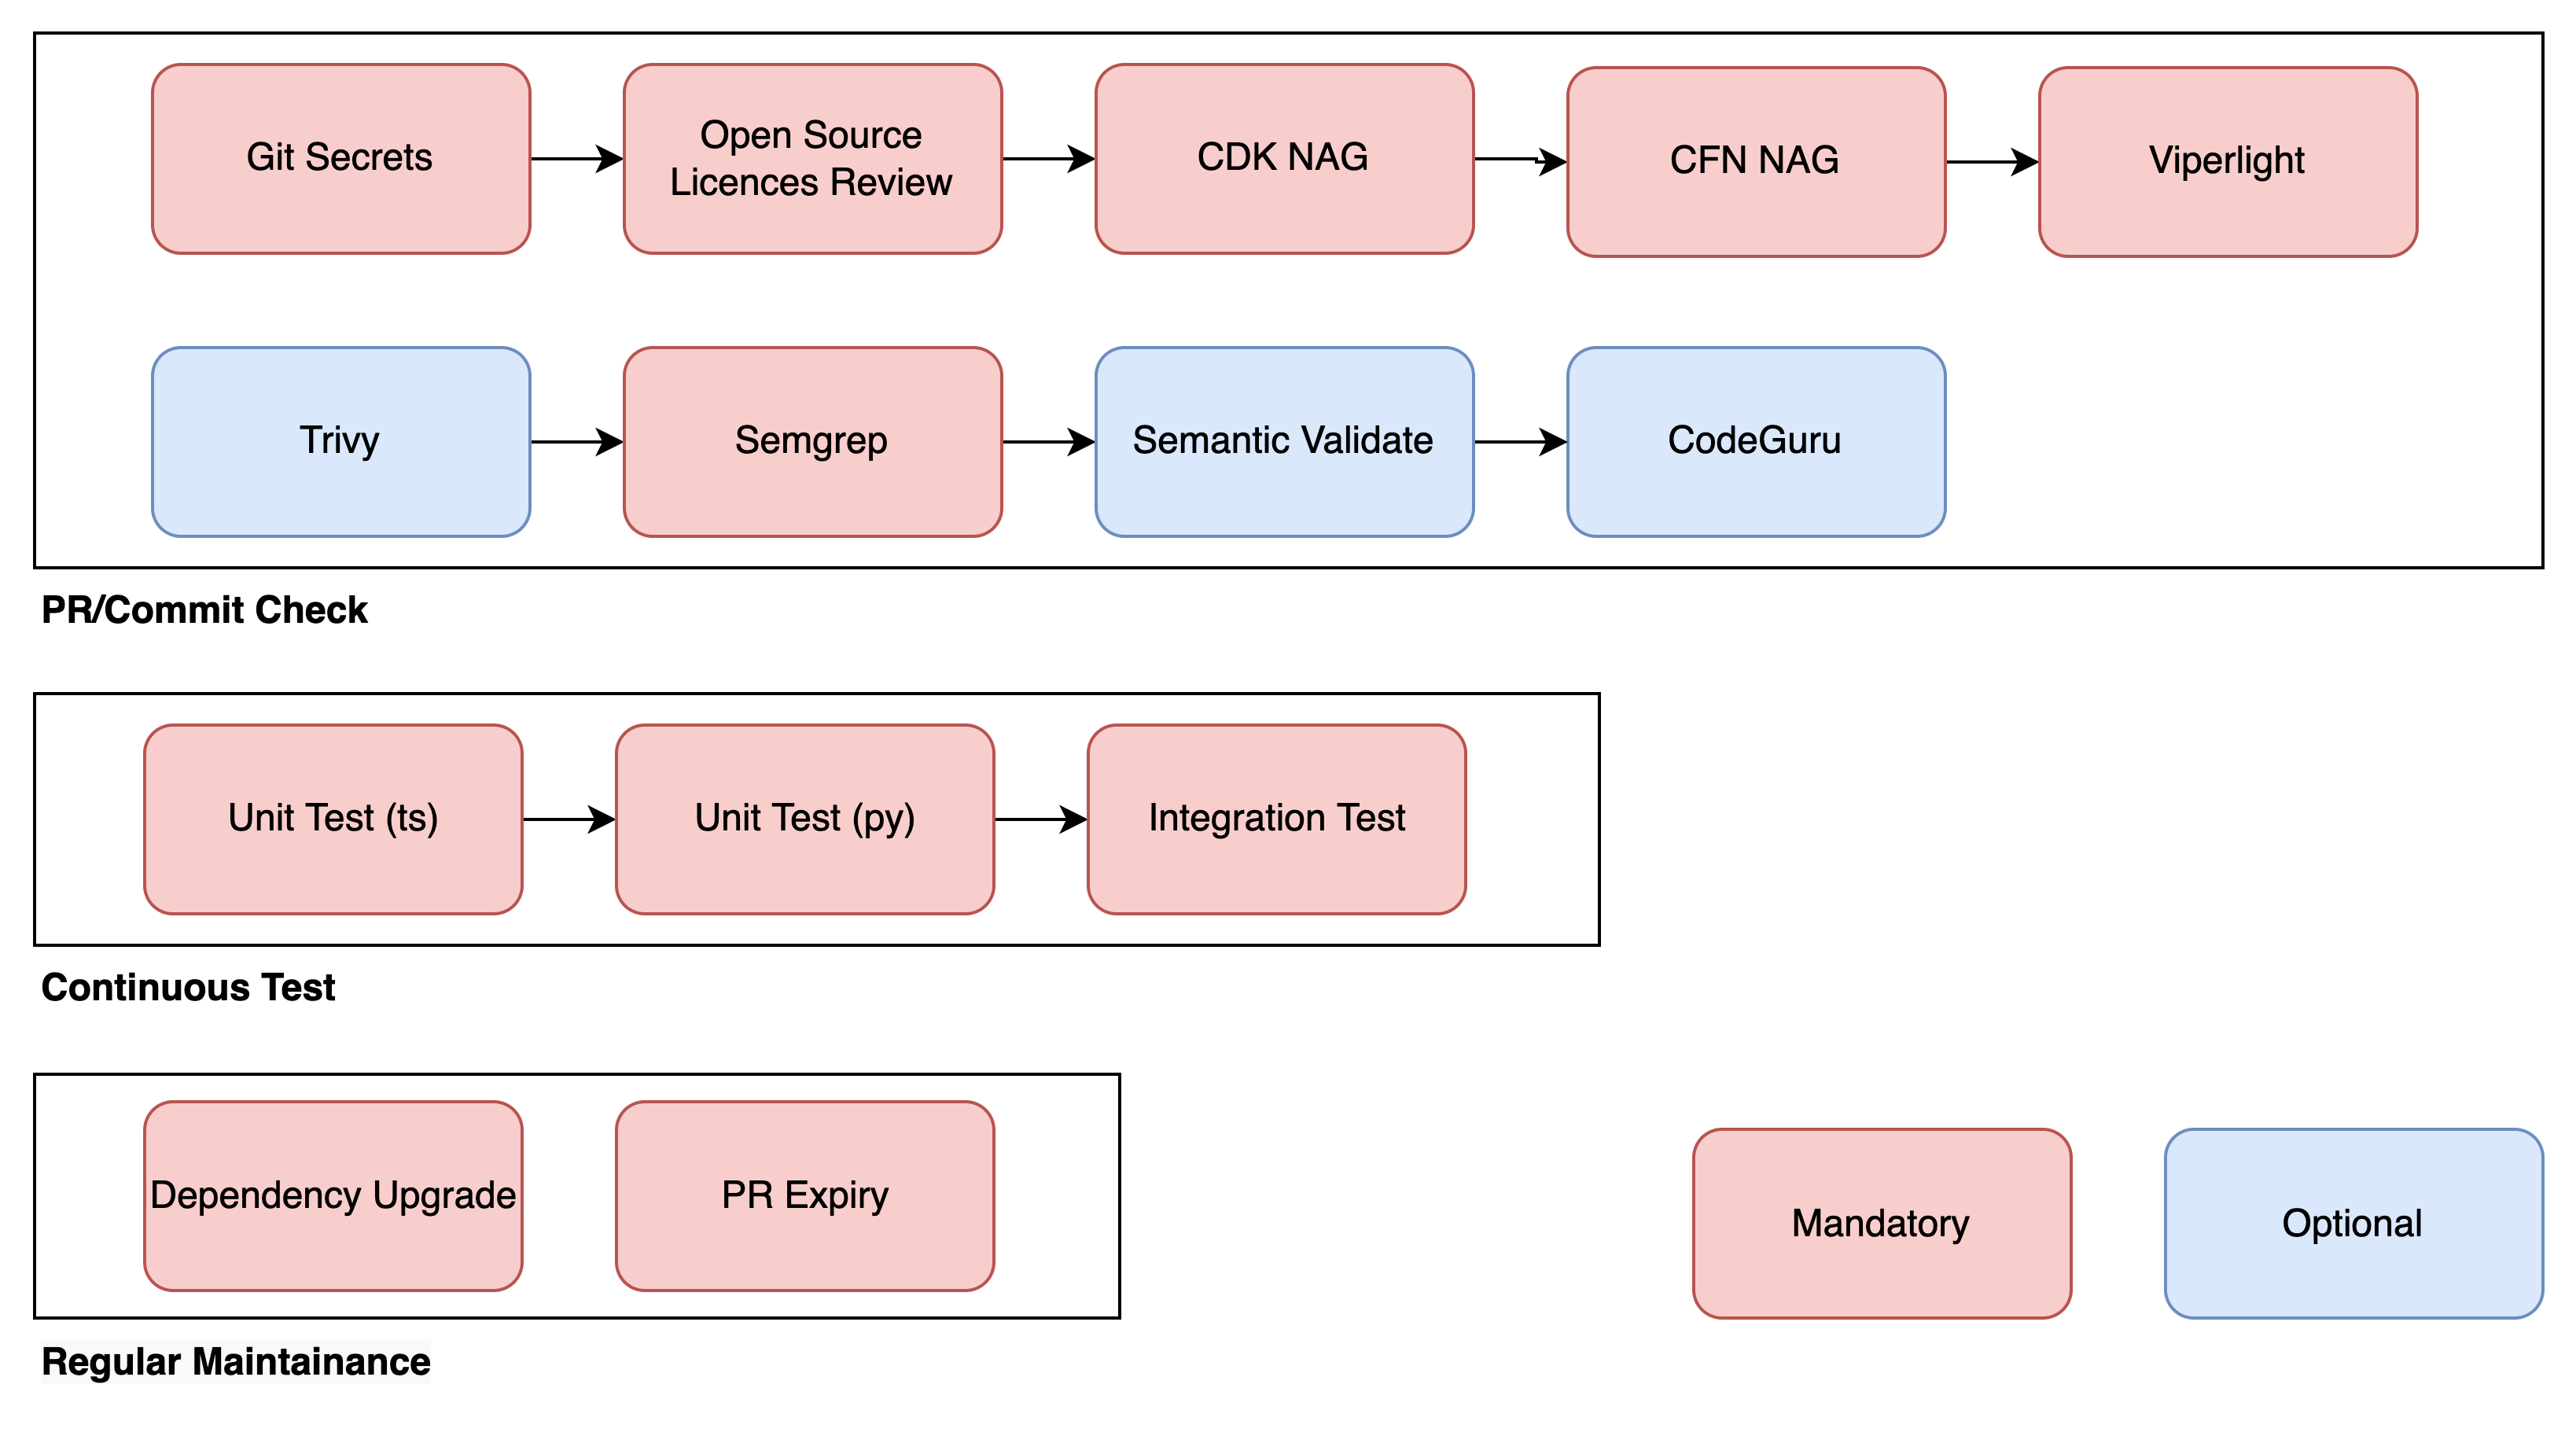 Git Secrets
Open Source
Licences Review
CDK NAG
CFN NAG
Viperlight
Trivy
Semgrep
Semantic Validate
CodeGuru
PR/Commit Check
Unit Test (ts)
Unit Test (py)
Integration Test
Continuous Test
Dependency Upgrade
PR Expiry
Mandatory
Optional
Regular Maintainance